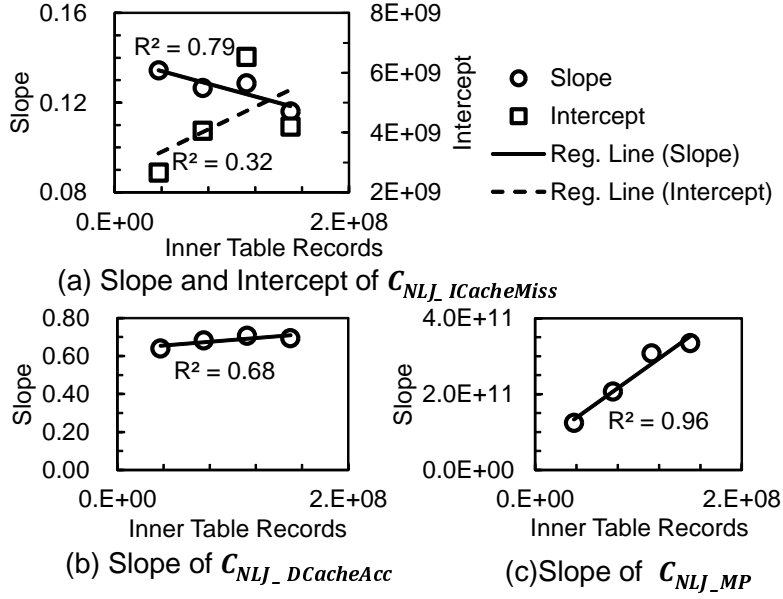 0.16
0.12
0.08
Slope
R² = 0.79
R² = 0.32
8E+09
6E+09
4E+09
2E+09
Intercept
0.E+00
2.E+08
Inner Table Records
Slope
Intercept
Reg. Line (Slope)
Reg. Line (Intercept)
(a) Slope and Intercept of C_NLJ_ICacheMiss
0.80
0.60
0.40
0.20
0.00
Slope
R² = 0.68
0.E+00
2.E+08
Inner Table Records
(b) Slope of C_NLJ_DCacheAcc
4.0E+11
2.0E+11
0.0E+00
Slope
R² = 0.96
0.E+00
2.E+08
Inner Table Records
(c)Slope of C_NLJ_MP